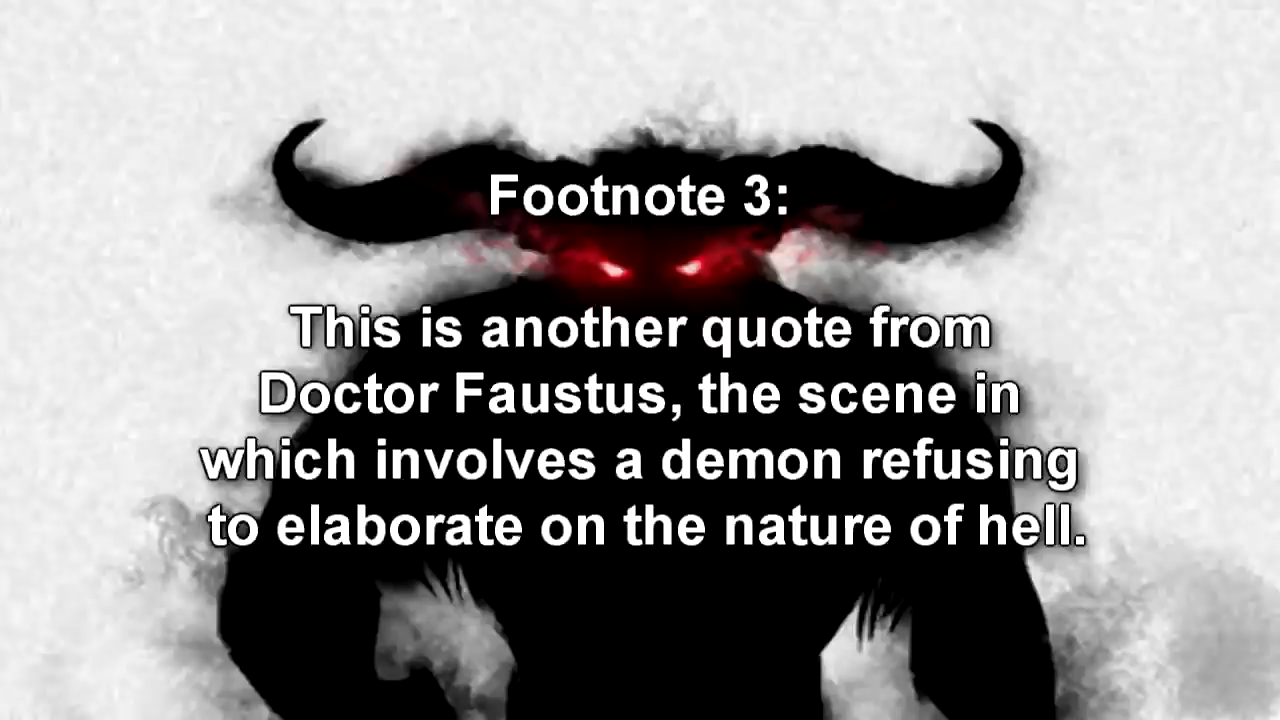 Footnote 3:
This is another quote from
Doctor Faustus, the scene in
which involves a demon refusing
to elaborate on the nature of hell.